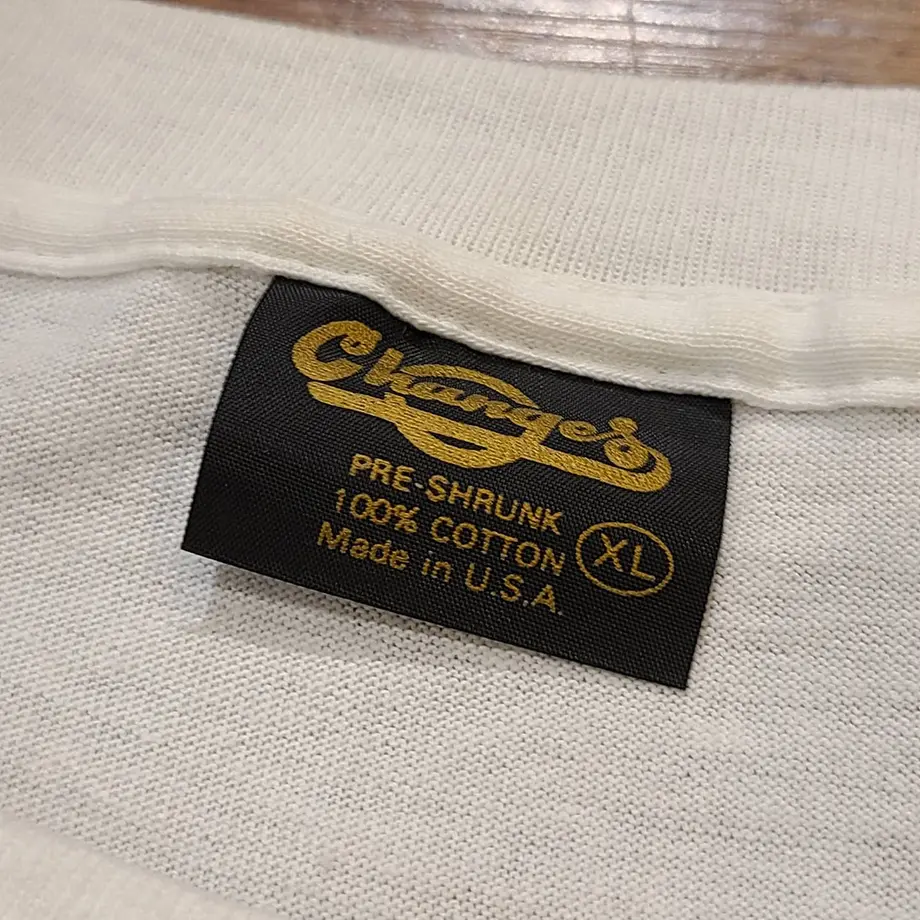 Changes
PRE-SHRUNK
100% COTTON
Made in U.S.A.
XL